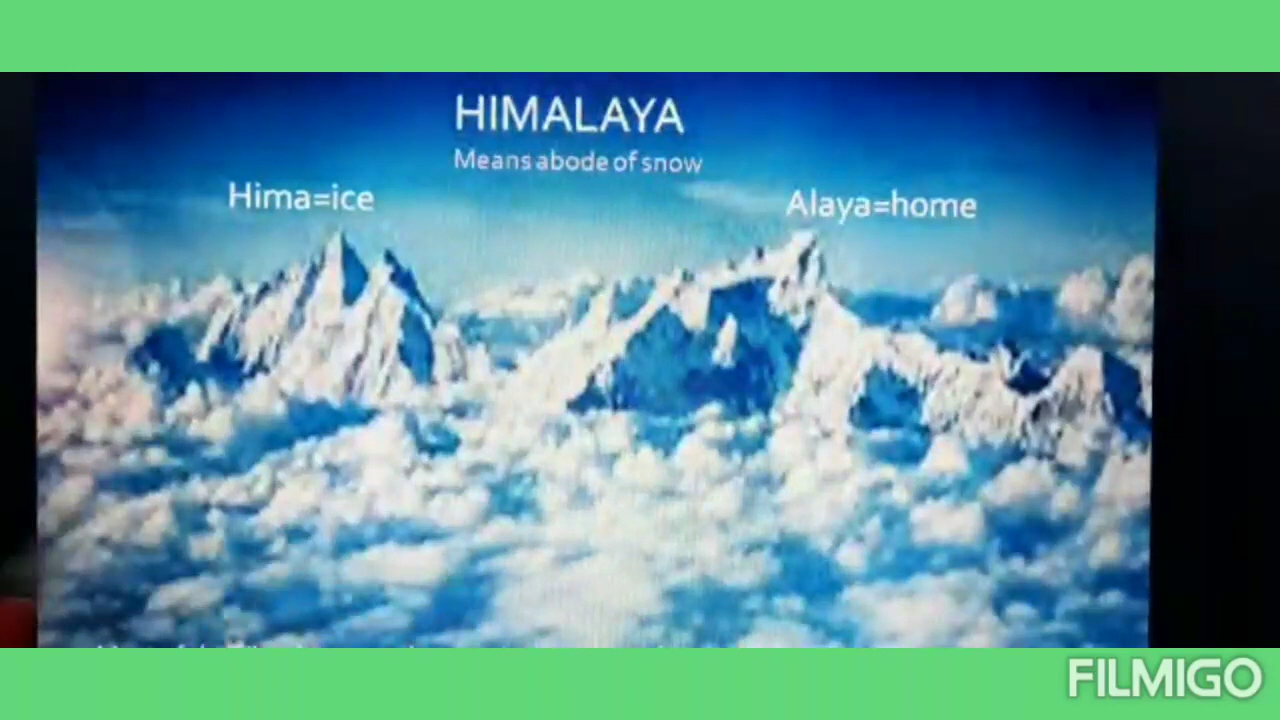 HIMALAYA
Means abode of snow
Hima=ice
Alaya=home
FILMIGO